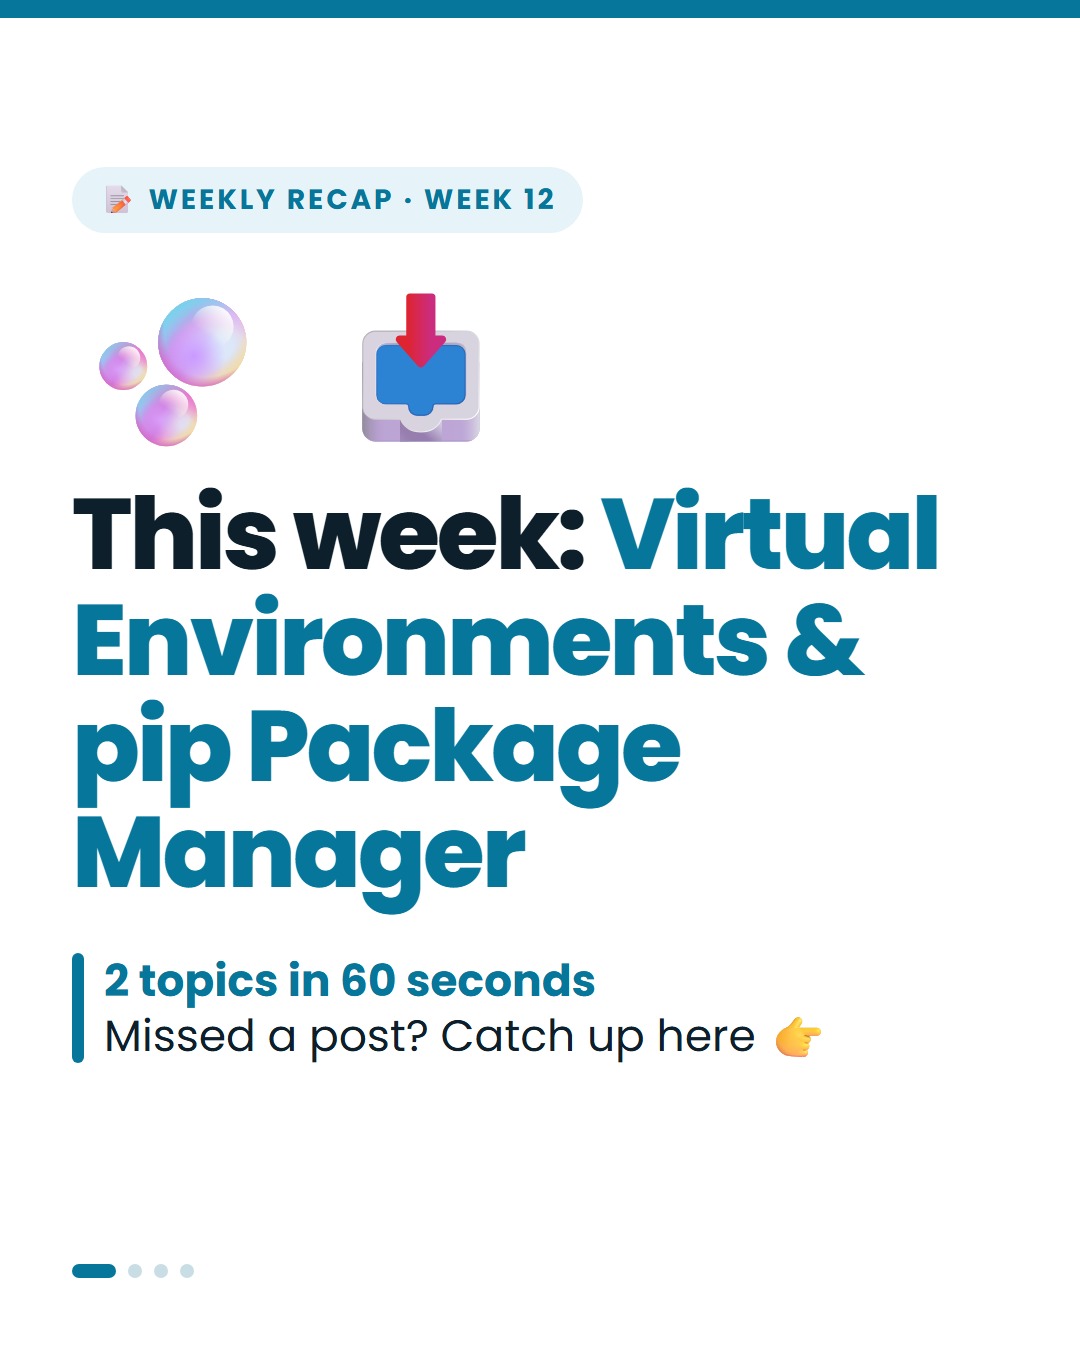 WEEKLY RECAP · WEEK 12
This week: Virtual
Environments &
pip Package
Manager
2 topics in 60 seconds
Missed a post? Catch up here 👉